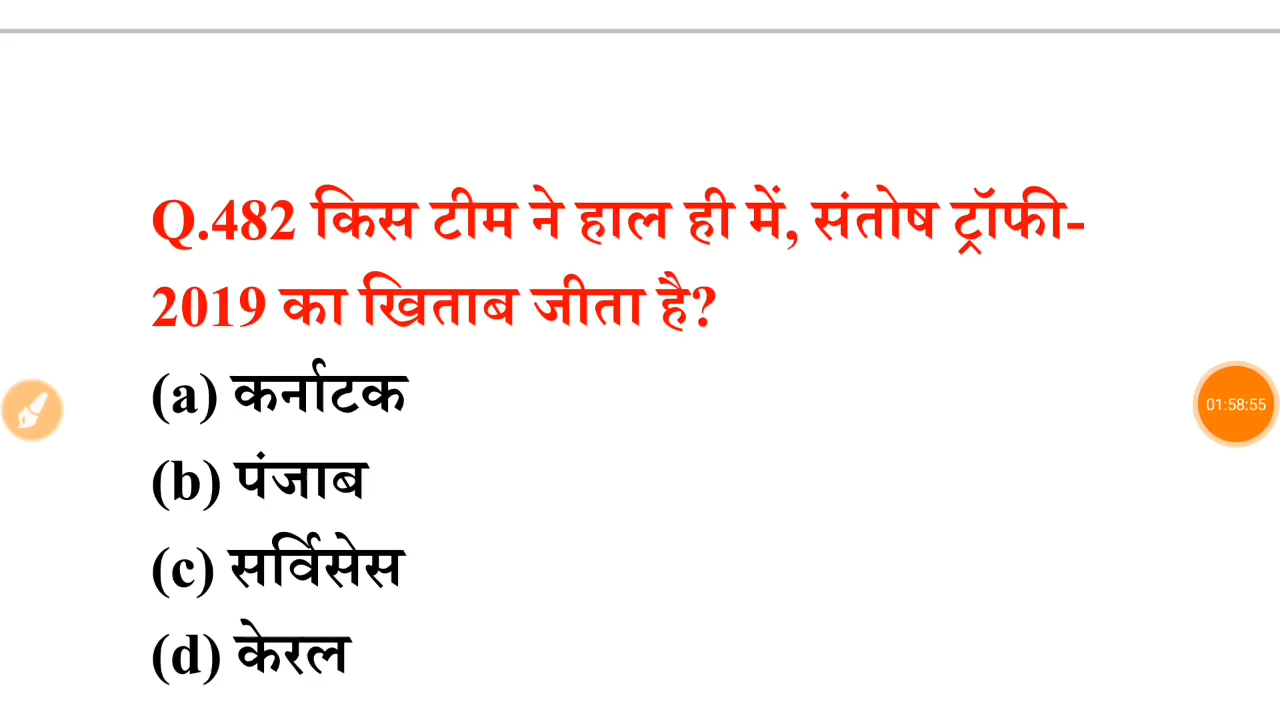 Q.482 किस टीम ने हाल ही में, संतोष ट्रॉफी-
2019 का खिताब जीता है?
(a) कर्नाटक
(b) पंजाब
(c) सर्विसेस
(d) केरल
01:58:55